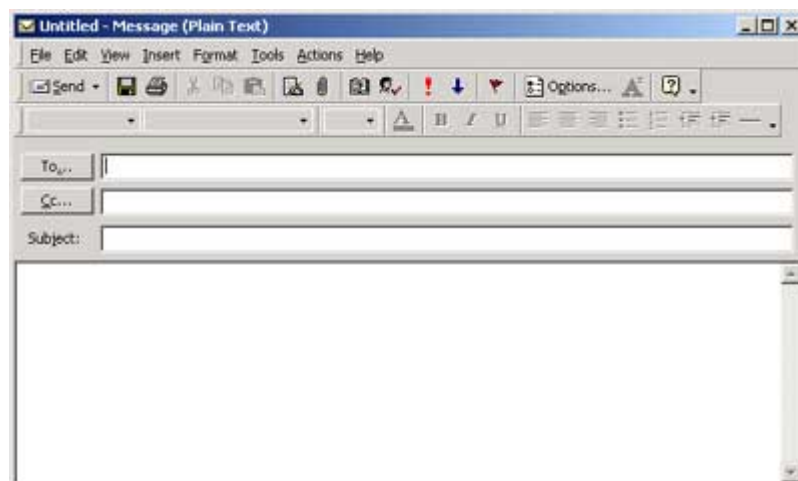 Untitled - Message (Plain Text)
File Edit View Insert Format Tools Actions Help
Send Options...
A B I U
To...
Cc...
Subject: